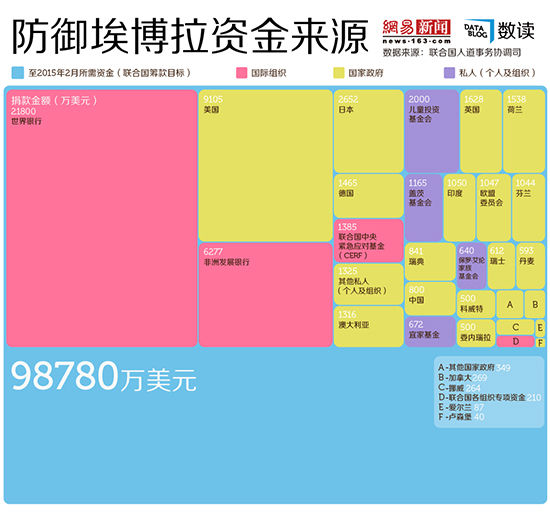 防御埃博拉资金来源
網易新闻
news·163·com
DATA
BLOG
数读
数据来源：联合国人道事务协调司
至2015年2月所需资金（联合国筹款目标）
国际组织
国家政府
私人（个人及组织）
捐款金额（万美元）
21800
世界银行
9105
美国
6277
非洲发展银行
2652
日本
1465
德国
1385
联合国中央
紧急应对基金
（CERF）
1325
其他私人
（个人及组织）
1316
澳大利亚
2000
儿童投资
基金会
1628
英国
1538
荷兰
1165
盖茨
基金会
1050
印度
1047
欧盟
委员会
1044
芬兰
841
瑞典
640
保罗艾伦
家族
基金会
612
瑞士
593
丹麦
800
中国
500
科威特
A
B
672
宜家基金
500
委内瑞拉
C
E
D
F
98780万美元
A-其他国家政府 349
B-加拿大 269
C-挪威 264
D-联合国各组织专项资金 210
E-爱尔兰 87
F-卢森堡 40